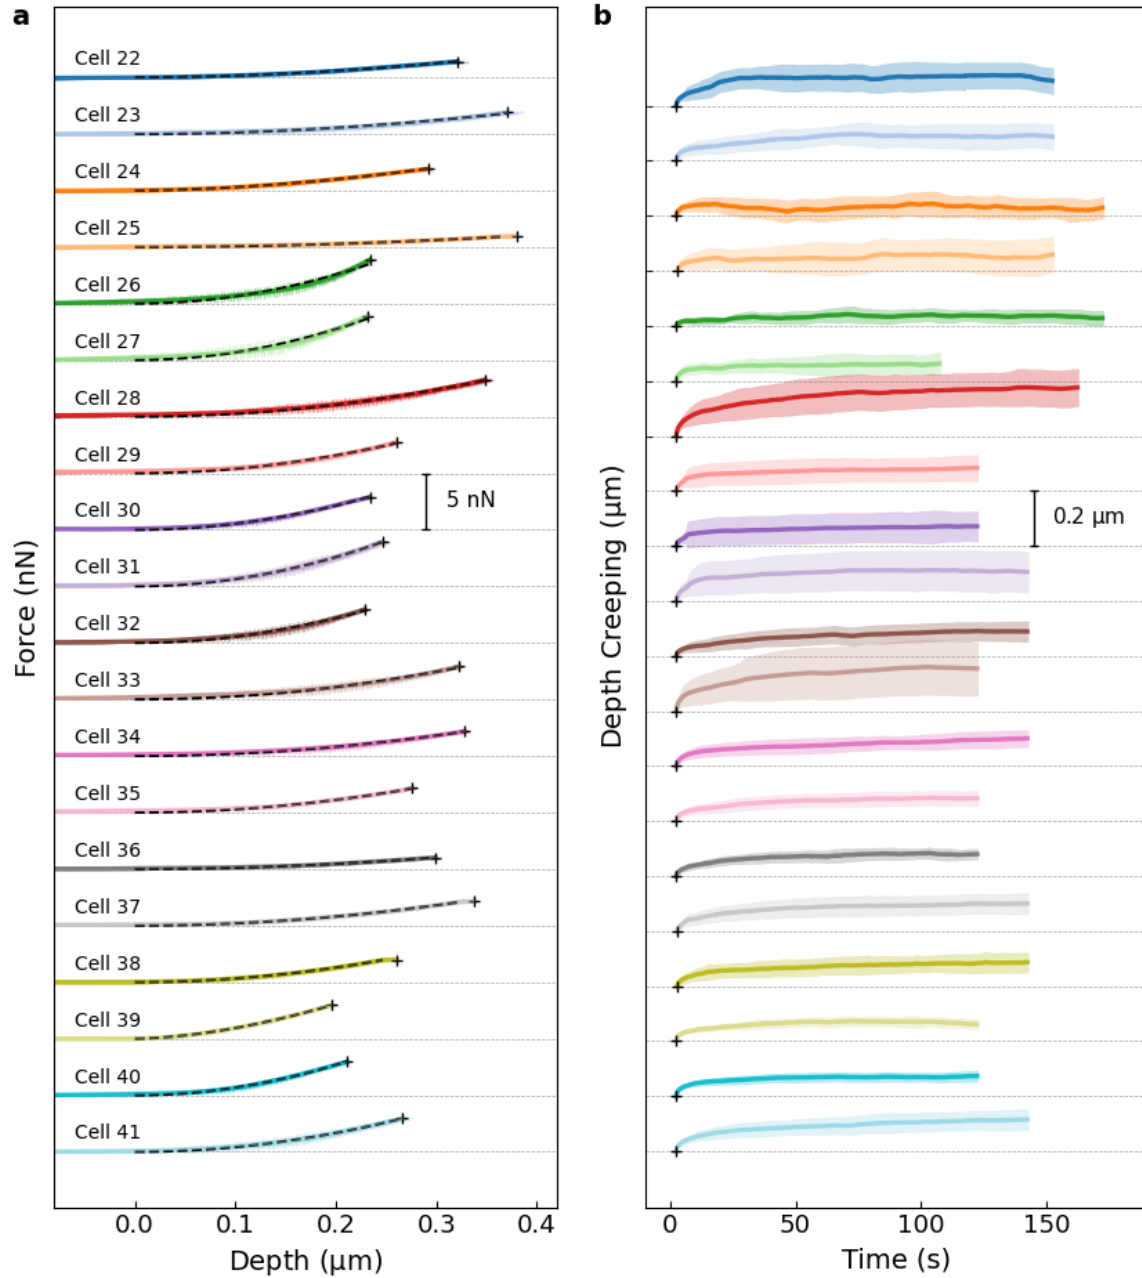 a
Cell 22
Cell 23
Cell 24
Cell 25
Cell 26
Cell 27
Cell 28
Cell 29
Cell 30
Cell 31
Cell 32
Cell 33
Cell 34
Cell 35
Cell 36
Cell 37
Cell 38
Cell 39
Cell 40
Cell 41
5 nN
Force (nN)
0.0 0.1 0.2 0.3 0.4
Depth (μm)
b
0.2 μm
Depth Creeping (μm)
0 50 100 150
Time (s)